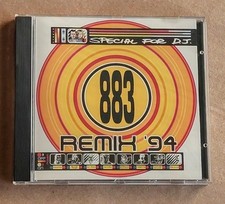 SPECIAL FOR D.J.
883
REMIX '94